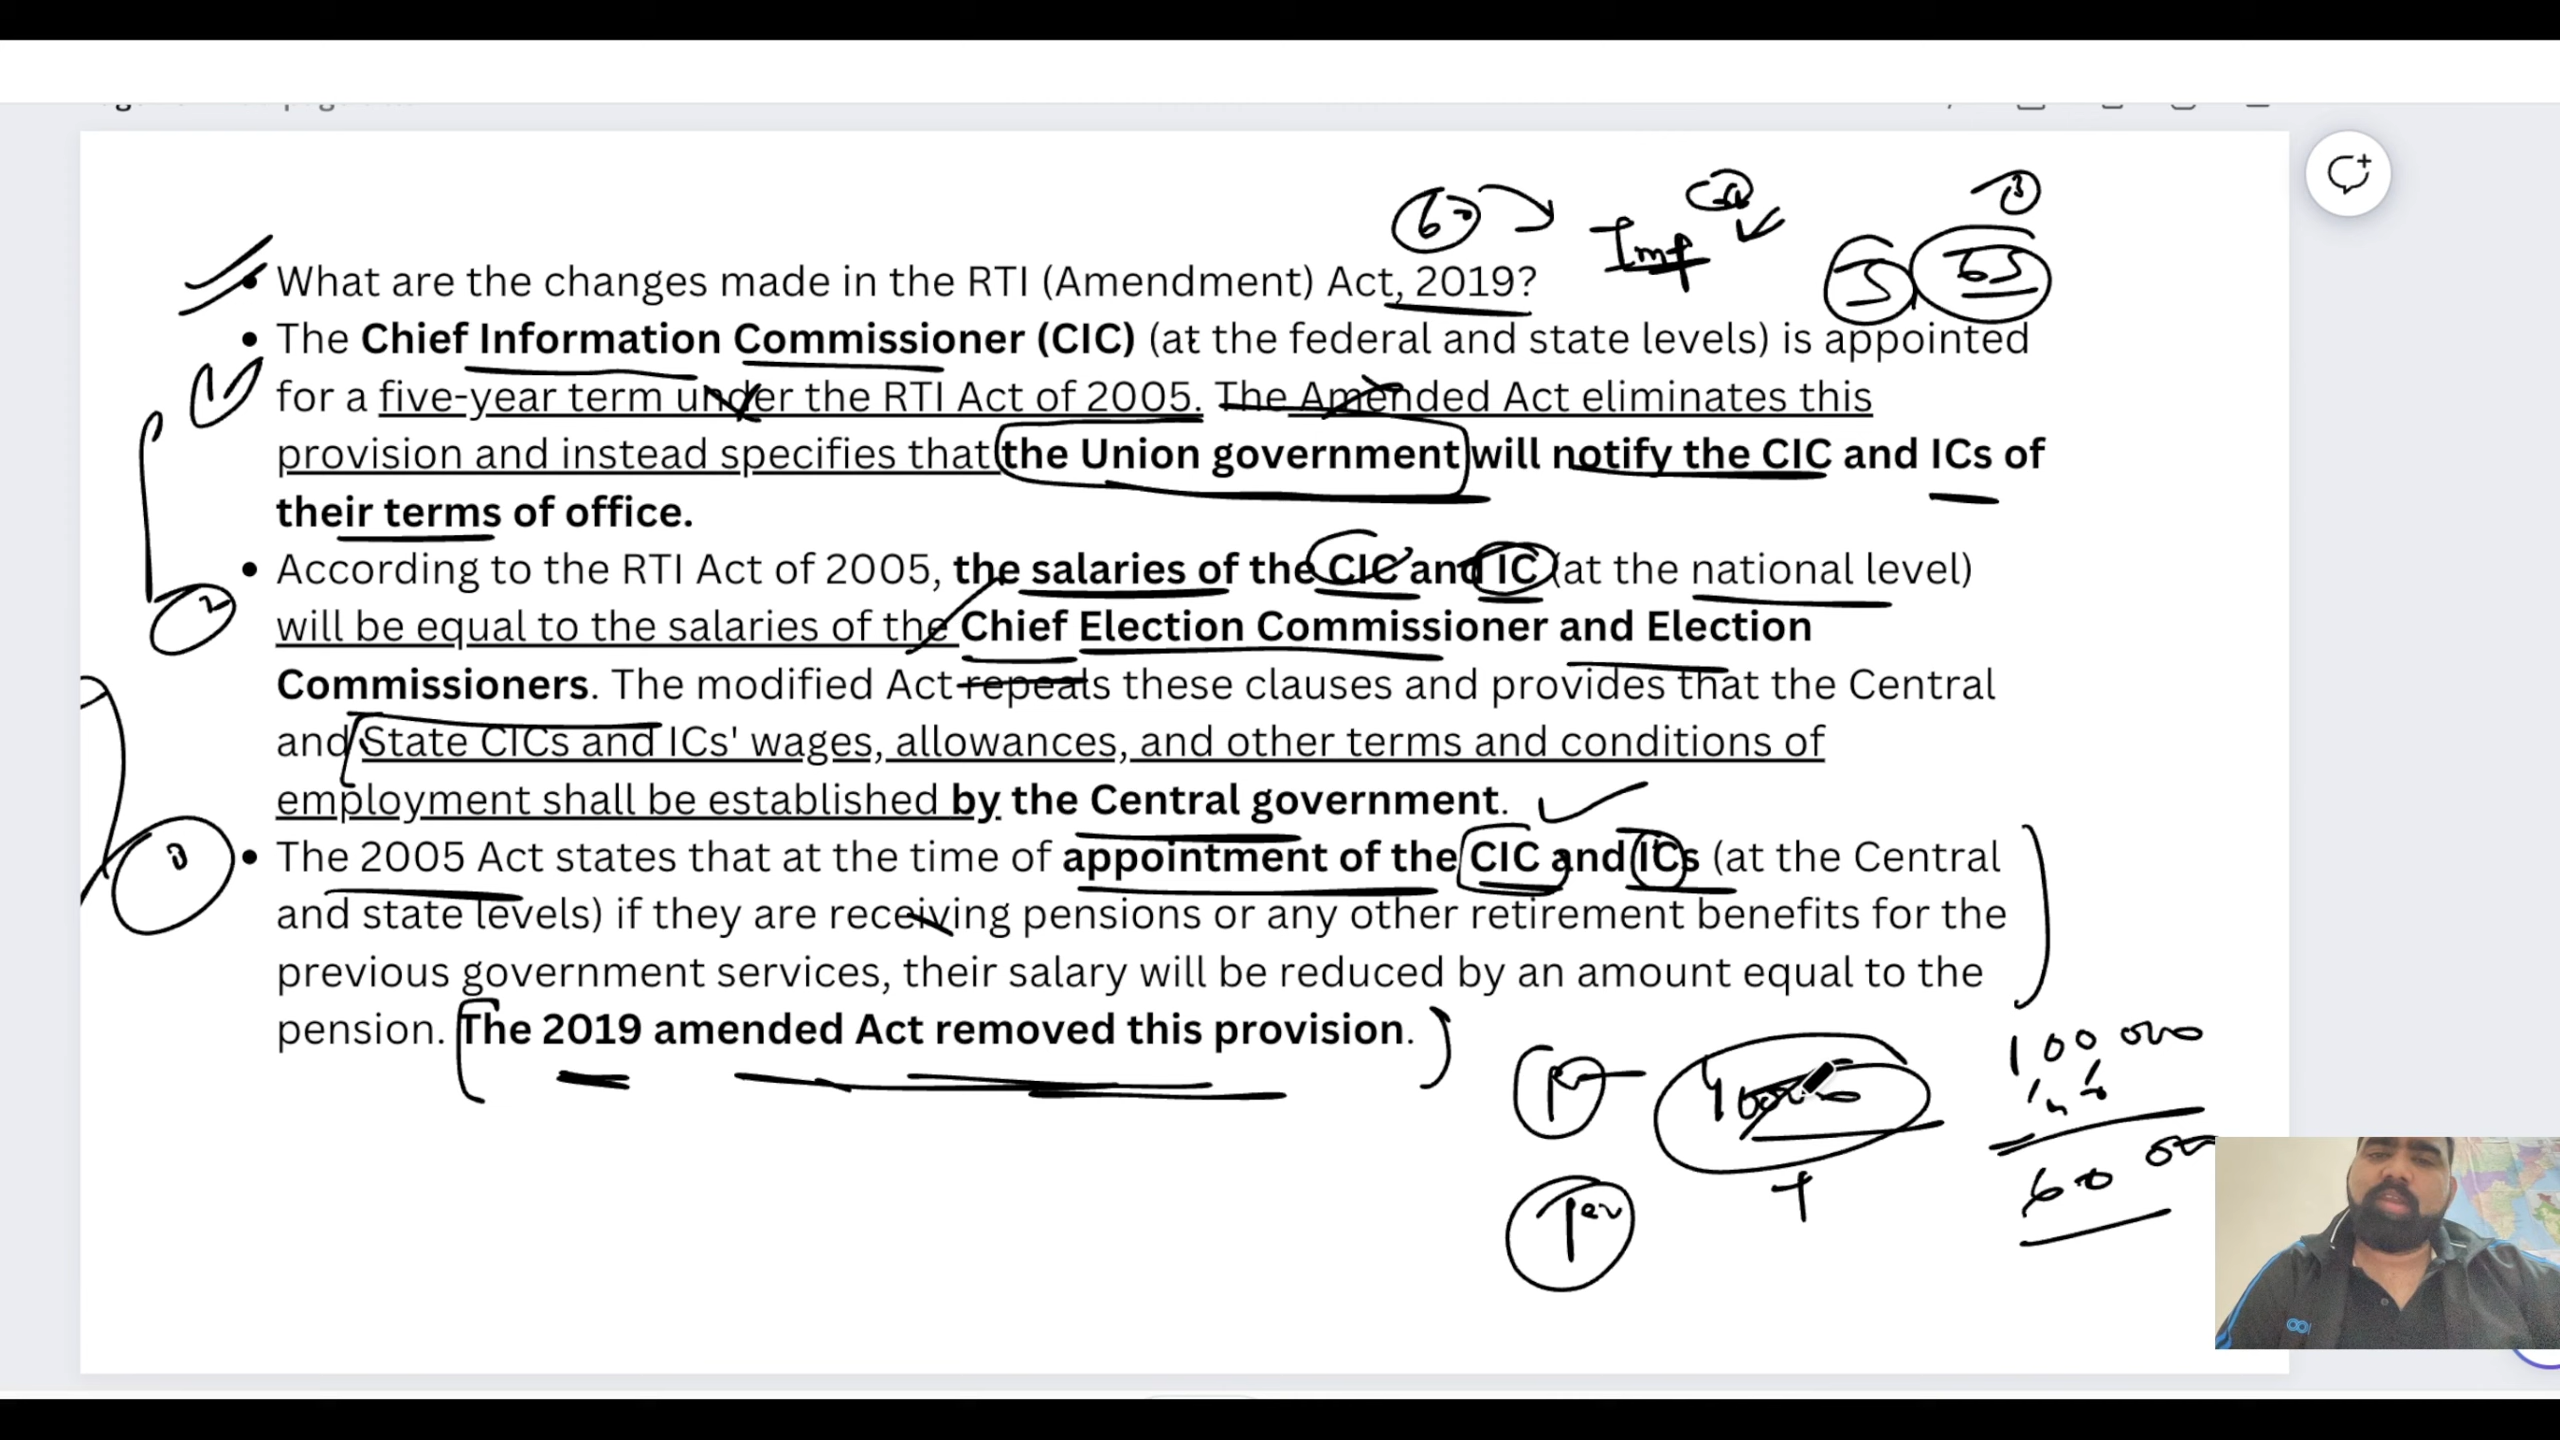 60 Imp
3
5 65
What are the changes made in the RTI (Amendment) Act, 2019?
The Chief Information Commissioner (CIC) (at the federal and state levels) is appointed
for a five-year term under the RTI Act of 2005. The Amended Act eliminates this
provision and instead specifies that the Union government will notify the CIC and ICs of
their terms of office.
According to the RTI Act of 2005, the salaries of the CIC and IC (at the national level)
2
will be equal to the salaries of the Chief Election Commissioner and Election
Commissioners. The modified Act repeals these clauses and provides that the Central
and State CICs and ICs' wages, allowances, and other terms and conditions of
employment shall be established by the Central government.
The 2005 Act states that at the time of appointment of the CIC and ICs (at the Central
and state levels) if they are receiving pensions or any other retirement benefits for the
previous government services, their salary will be reduced by an amount equal to the
pension. The 2019 amended Act removed this provision.
100 000
60 000